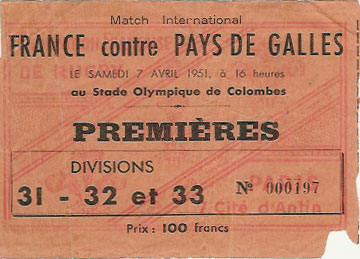 Match International
FRANCE contre PAYS DE GALLES
LE SAMEDI 7 AVRIL 1951, à 16 heures
au Stade Olympique de Colombes
PREMIÈRES
DIVISIONS
31 - 32 et 33
Nº 000197
PARIS
Cité d'Antin
Prix : 100 francs